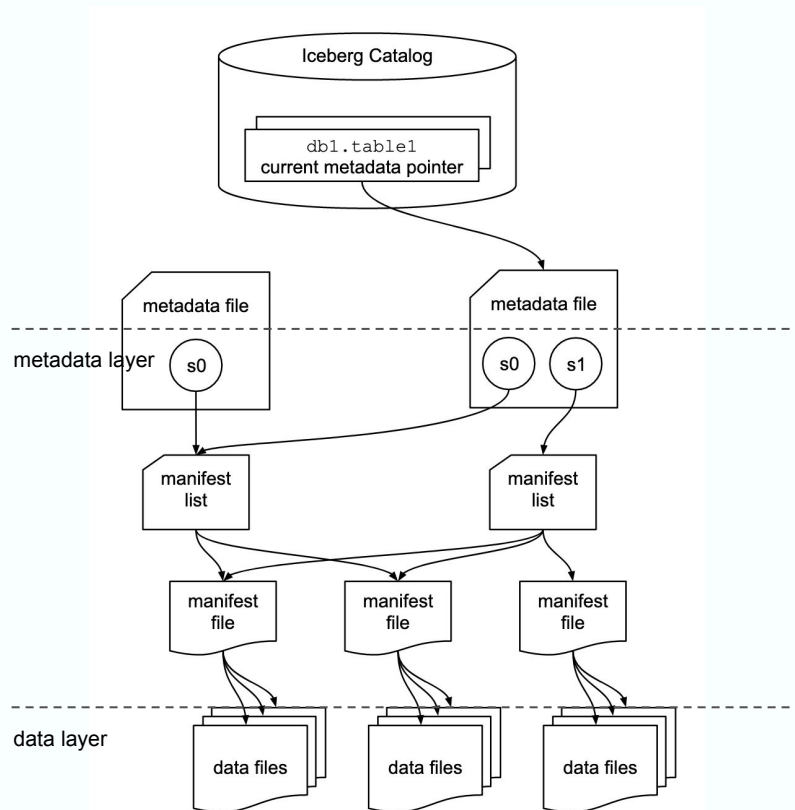 Iceberg Catalog
db1.table1
current metadata pointer
metadata file
metadata file
metadata layer
s0
s0
s1
manifest
list
manifest
list
manifest
file
manifest
file
manifest
file
data layer
data files
data files
data files